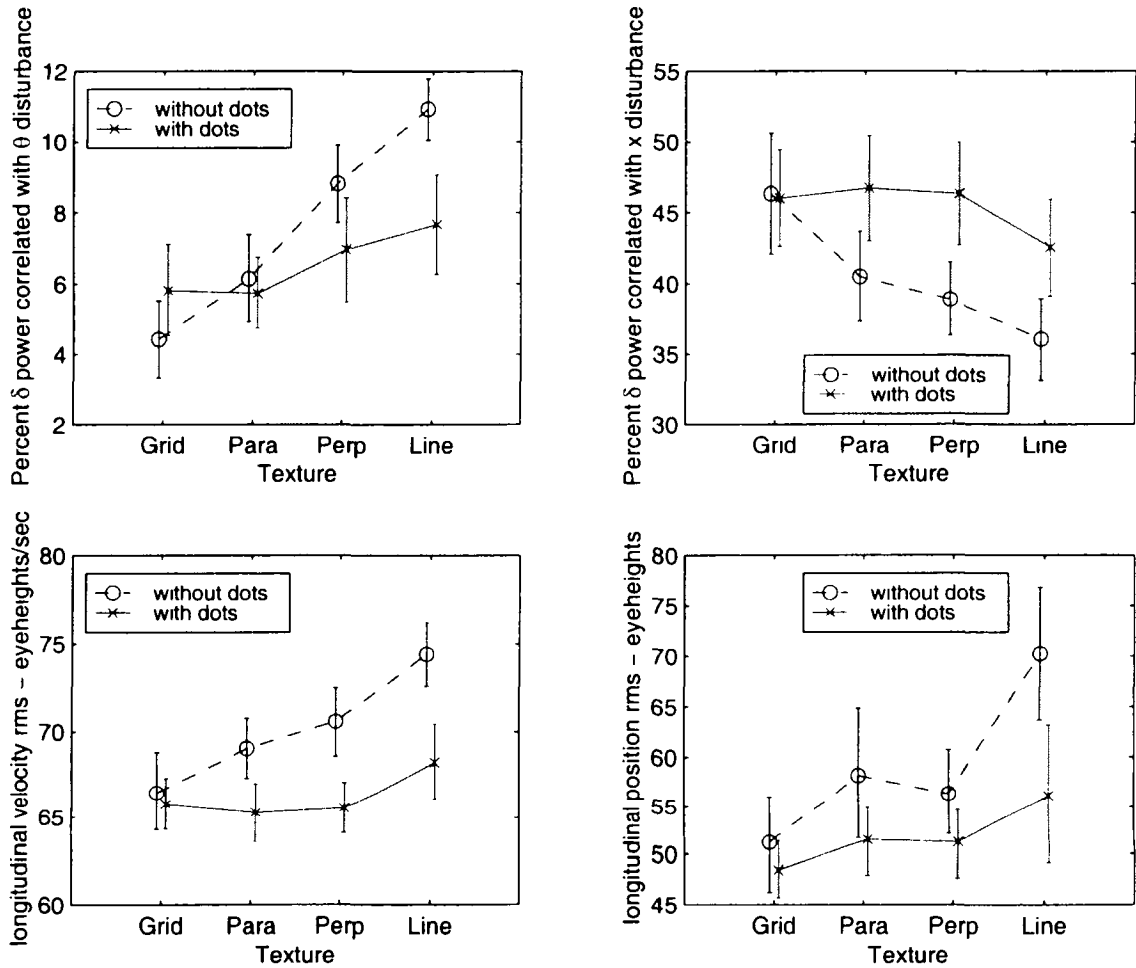 Percent δ power correlated with θ disturbance
12
10
8
6
4
2
without dots
with dots
Grid Para Perp Line
Texture
Percent δ power correlated with x disturbance
55
50
45
40
35
30
without dots
with dots
Grid Para Perp Line
Texture
longitudinal velocity rms – eyeheights/sec
80
75
70
65
60
without dots
with dots
Grid Para Perp Line
Texture
longitudinal position rms – eyeheights
80
75
70
65
60
55
50
45
without dots
with dots
Grid Para Perp Line
Texture